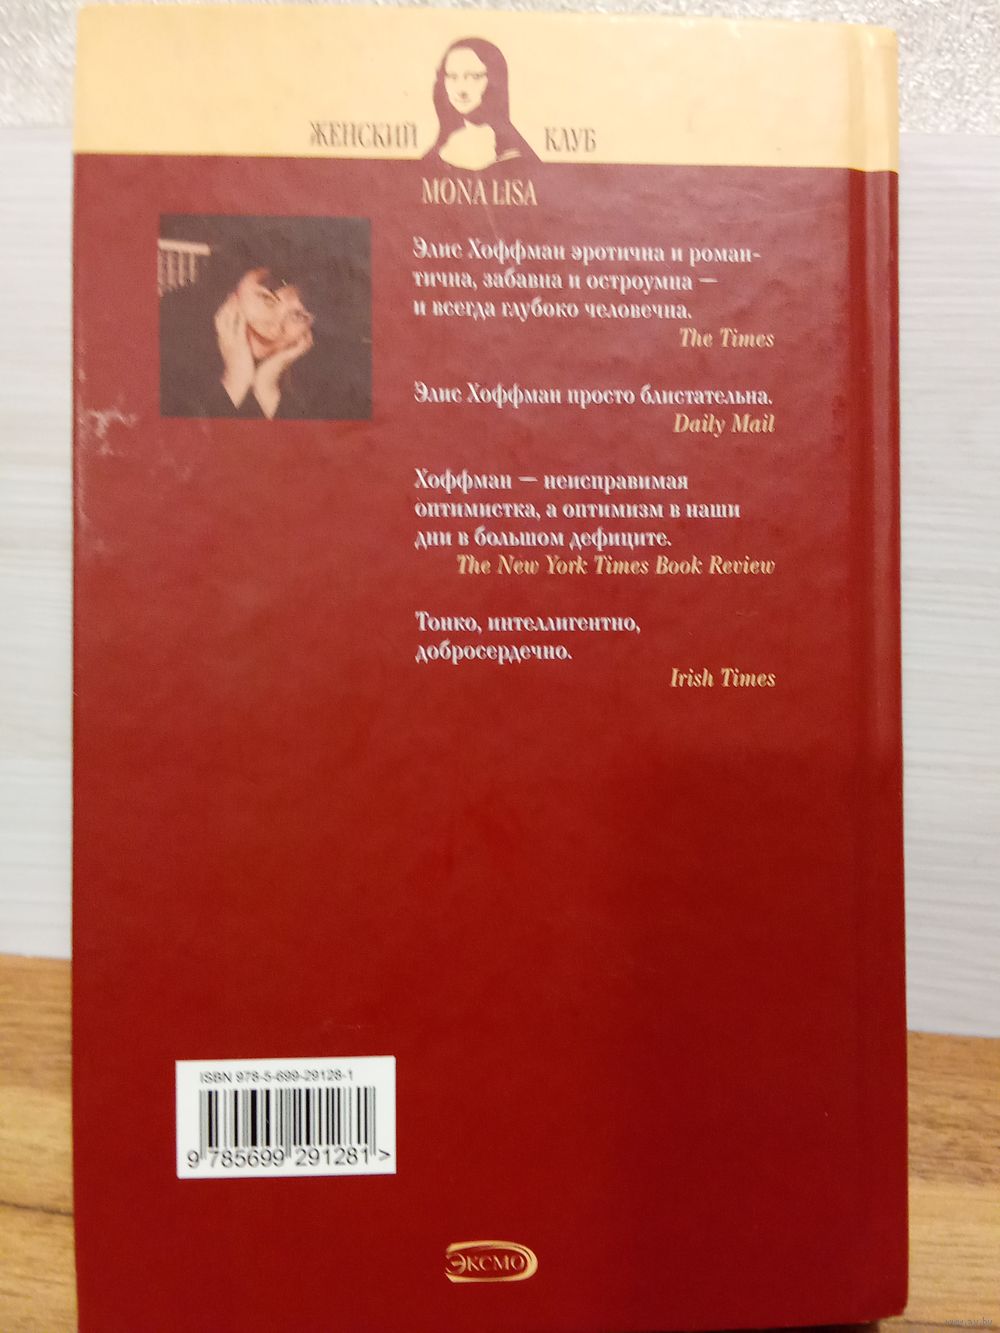 ЖЕНСКИЙ КЛУБ
MONA LISA
Элис Хоффман эротична и роман-
тична, забавна и остроумна —
и всегда глубоко человечна.
The Times
Элис Хоффман просто блистательна.
Daily Mail
Хоффман — неисправимая
оптимистка, а оптимизм в наши
дни в большом дефиците.
The New York Times Book Review
Тонко, интеллигентно,
добросердечно.
Irish Times
ISBN 978-5-699-29128-1
9 785699 291281 >
ЭКСМО